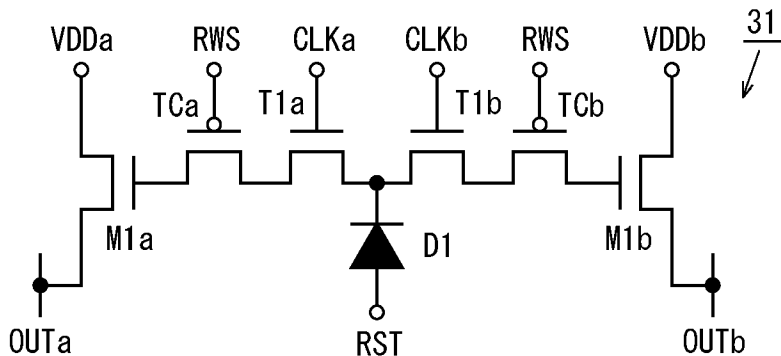 31
VDDa RWS CLKa CLKb RWS VDDb
TCa T1a T1b TCb
M1a D1 M1b
OUTa RST OUTb